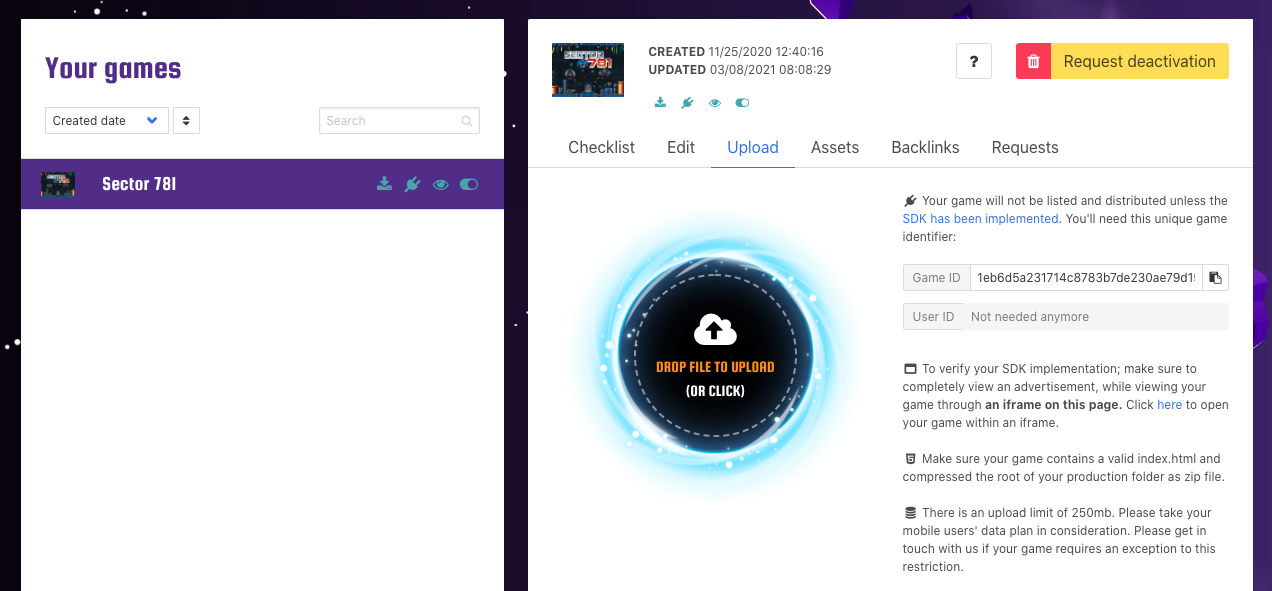 Your games
Created date
Search
Sector 781
SECTOR
781
CREATED 11/25/2020 12:40:16
UPDATED 03/08/2021 08:08:29
?
Request deactivation
Checklist Edit Upload Assets Backlinks Requests
DROP FILE TO UPLOAD
(OR CLICK)
Your game will not be listed and distributed unless the
SDK has been implemented. You'll need this unique game
identifier:
Game ID 1eb6d5a231714c8783b7de230ae79d1
User ID Not needed anymore
To verify your SDK implementation; make sure to
completely view an advertisement, while viewing your
game through an iframe on this page. Click here to open
your game within an iframe.
Make sure your game contains a valid index.html and
compressed the root of your production folder as zip file.
There is an upload limit of 250mb. Please take your
mobile users' data plan in consideration. Please get in
touch with us if your game requires an exception to this
restriction.